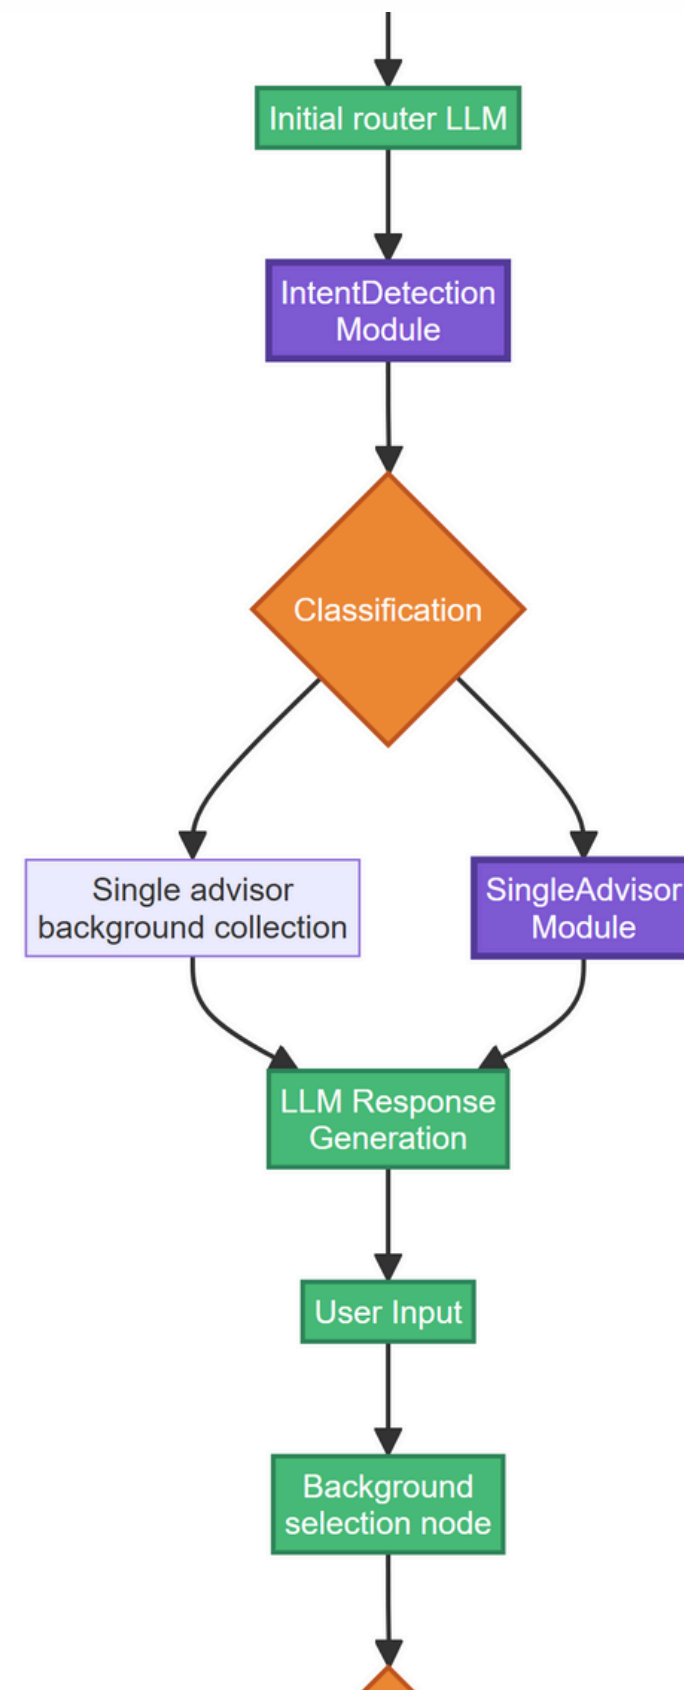 Initial router LLM
IntentDetection
Module
Classification
Single advisor
background collection
SingleAdvisor
Module
LLM Response
Generation
User Input
Background
selection node